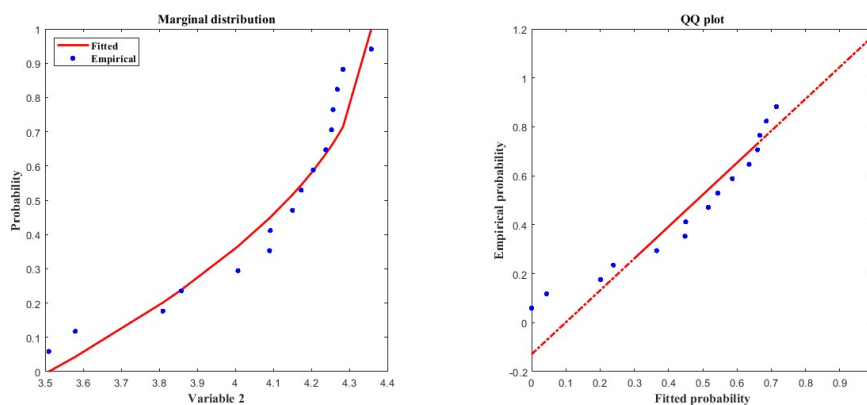 Marginal distribution
1
0.9
0.8
0.7
0.6
0.5
0.4
0.3
0.2
0.1
0
Probability
Fitted
Empirical
3.5 3.6 3.7 3.8 3.9 4 4.1 4.2 4.3 4.4
Variable 2
QQ plot
1.2
1
0.8
0.6
0.4
0.2
0
-0.2
Empirical probability
0 0.1 0.2 0.3 0.4 0.5 0.6 0.7 0.8 0.9
Fitted probability